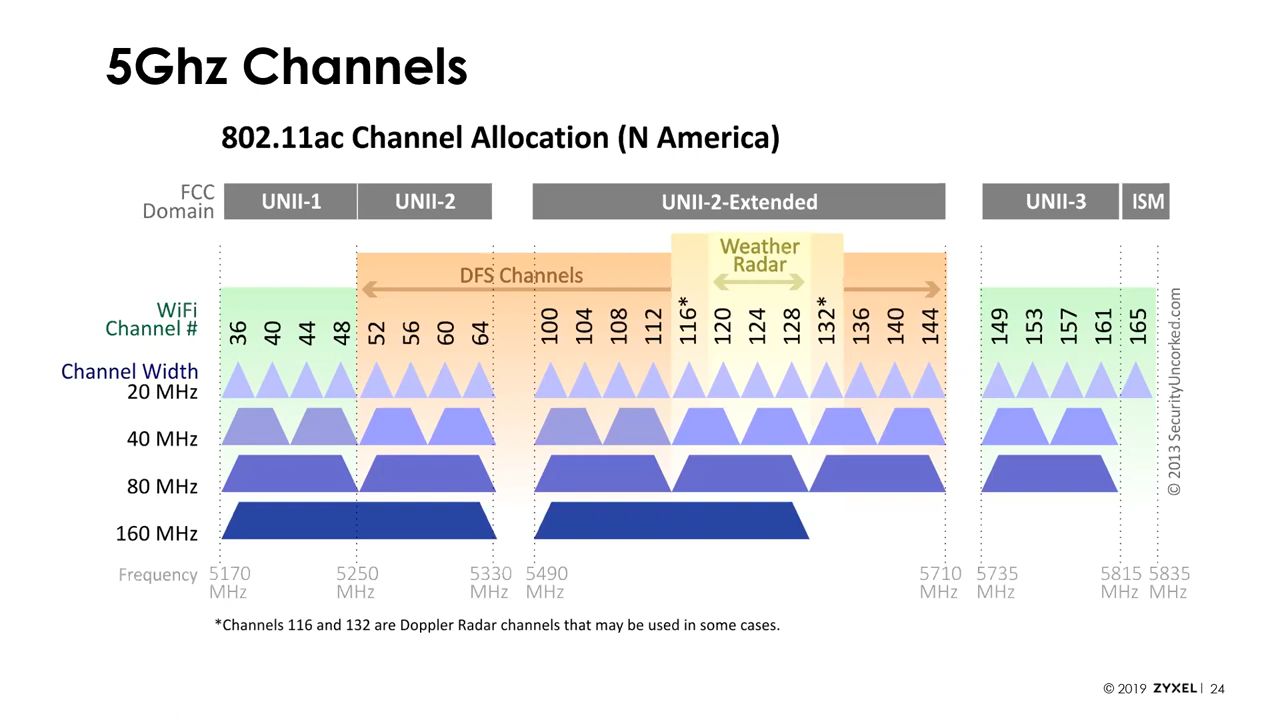 5Ghz Channels
802.11ac Channel Allocation (N America)
FCC
Domain
UNII-1
UNII-2
UNII-2-Extended
UNII-3
ISM
Weather
Radar
DFS Channels
WiFi
Channel #
36 40 44 48 52 56 60 64 100 104 108 112 116* 120 124 128 132* 136 140 144 149 153 157 161 165
Channel Width
20 MHz
40 MHz
80 MHz
160 MHz
© 2013 SecurityUncorked.com
Frequency
5170
MHz
5250
MHz
5330
MHz
5490
MHz
5710
MHz
5735
MHz
5815
MHz
5835
MHz
*Channels 116 and 132 are Doppler Radar channels that may be used in some cases.
© 2019 ZYXEL | 24